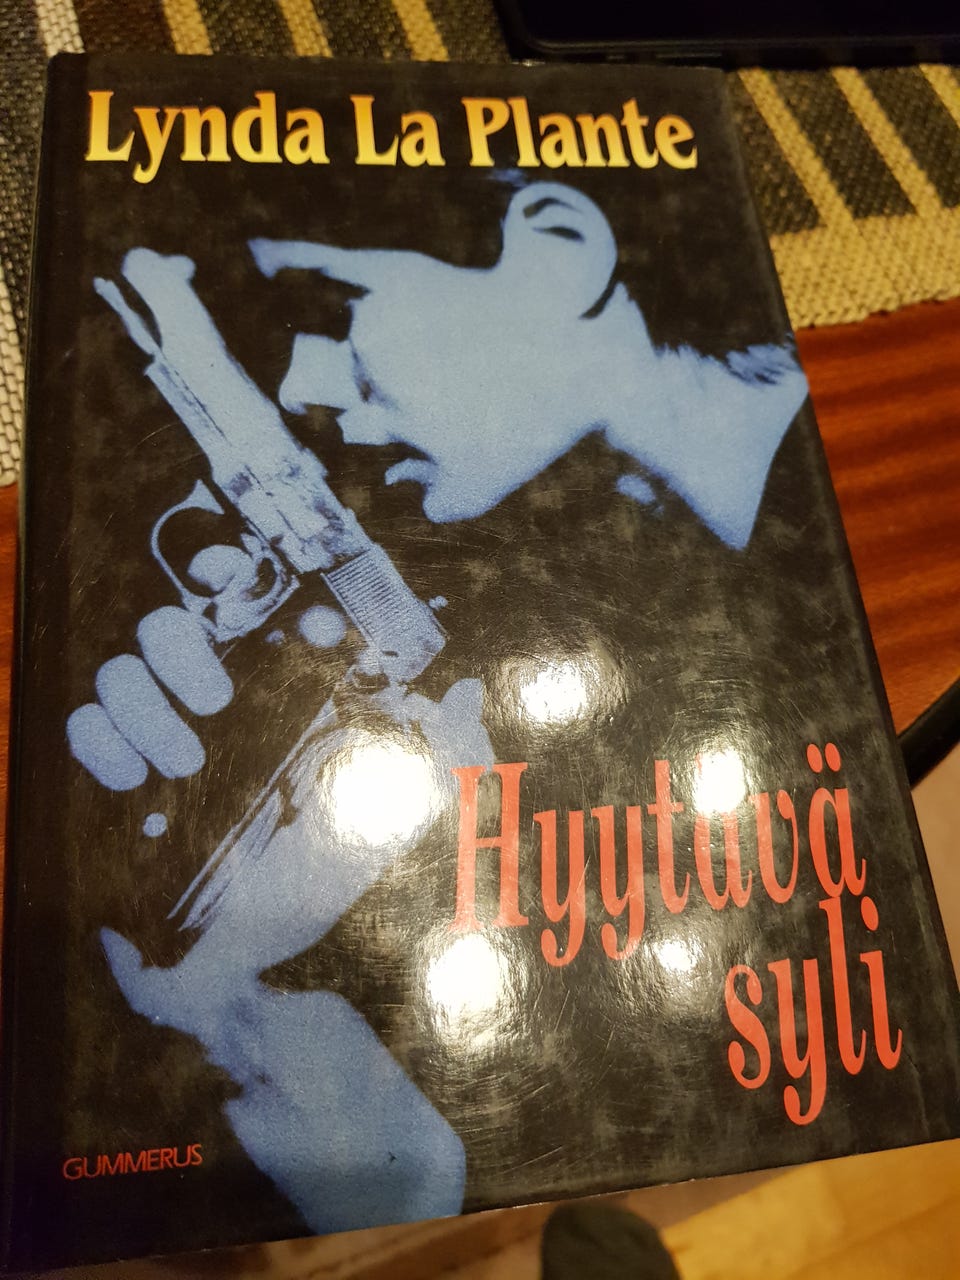 Lynda La Plante
Hyytävä
syli
GUMMERUS